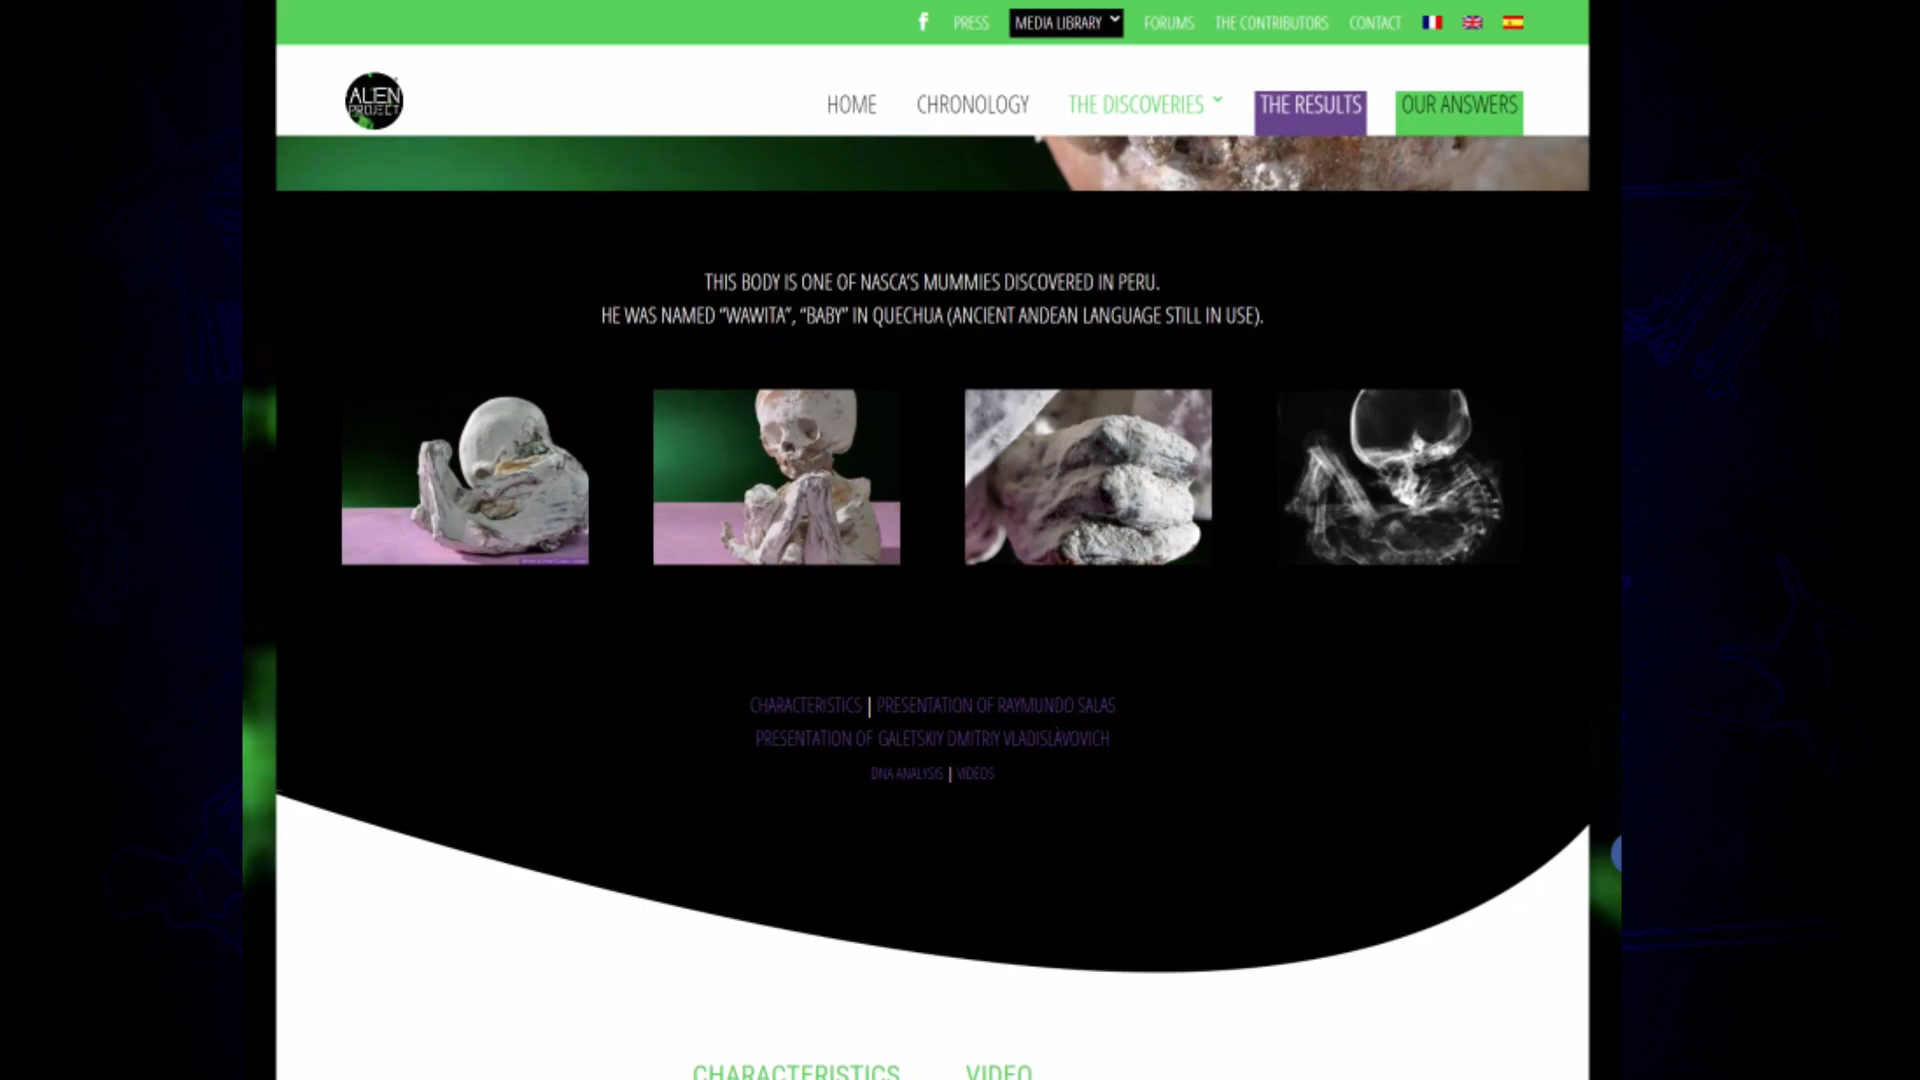 PRESS
MEDIA LIBRARY
FORUMS
THE CONTRIBUTORS
CONTACT
ALIEN
PROJECT
HOME
CHRONOLOGY
THE DISCOVERIES
THE RESULTS
OUR ANSWERS
THIS BODY IS ONE OF NASCA'S MUMMIES DISCOVERED IN PERU.
HE WAS NAMED “WAWITA”, “BABY” IN QUECHUA (ANCIENT ANDEAN LANGUAGE STILL IN USE).
CHARACTERISTICS | PRESENTATION OF RAYMUNDO SALAS
PRESENTATION OF GALETSKIY DMITRIY VLADISLÀVOVICH
DNA ANALYSIS | VIDEOS
CHARACTERISTICS
VIDEO